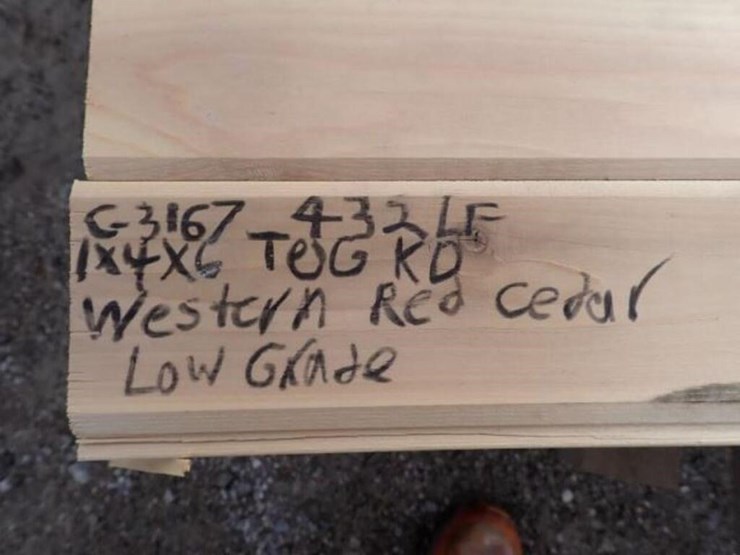 G-3167 432 LF
1X4X6 T&G KD
Western Red Cedar
Low Grade